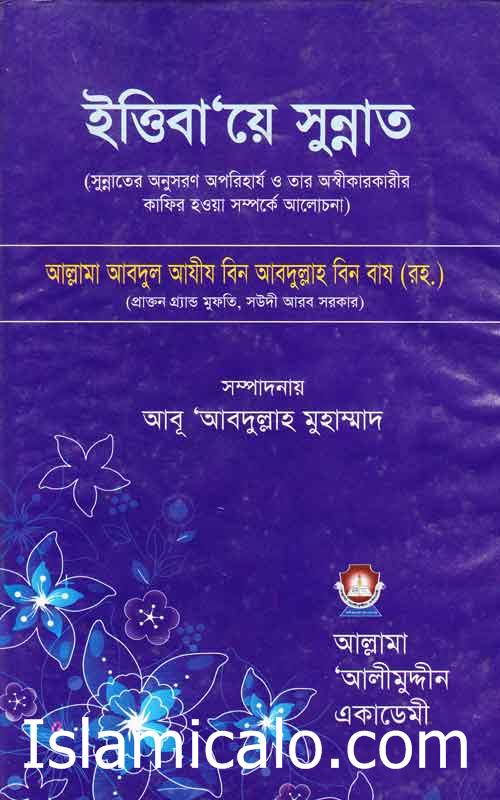 ইত্তিবা‘য়ে সুন্নাত
(সুন্নাতের অনুসরণ অপরিহার্য ও তার অস্বীকারকারীর
কাফির হওয়া সম্পর্কে আলোচনা)
আল্লামা আবদুল আযীয বিন আবদুল্লাহ বিন বায (রহ.)
(প্রাক্তন গ্র্যান্ড মুফতি, সউদী আরব সরকার)
সম্পাদনায়
আবূ ‘আবদুল্লাহ মুহাম্মাদ
আল্লামা
‘আলীমুদ্দীন
একাডেমী
Islamicalo.com